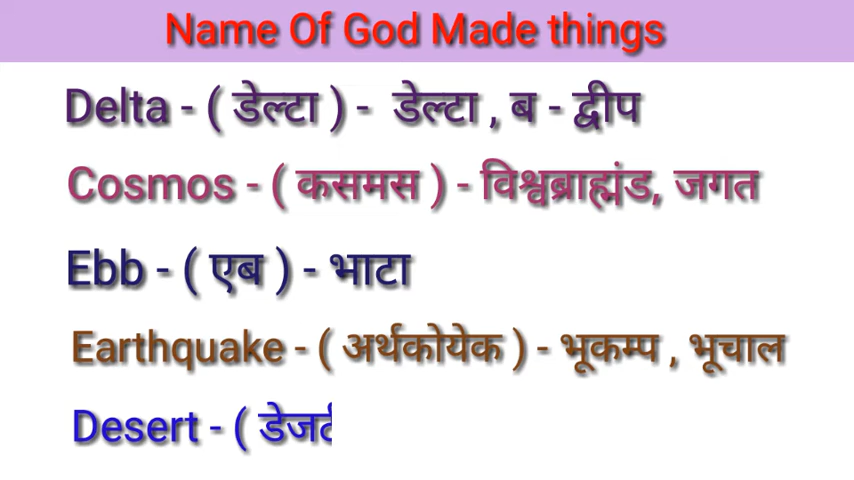 Name Of God Made things
Delta - ( डेल्टा ) - डेल्टा , ब - द्वीप
Cosmos - ( कसमस ) - विश्वब्राह्मंड, जगत
Ebb - ( एब ) - भाटा
Earthquake - ( अर्थकोयेक ) - भूकम्प , भूचाल
Desert - (